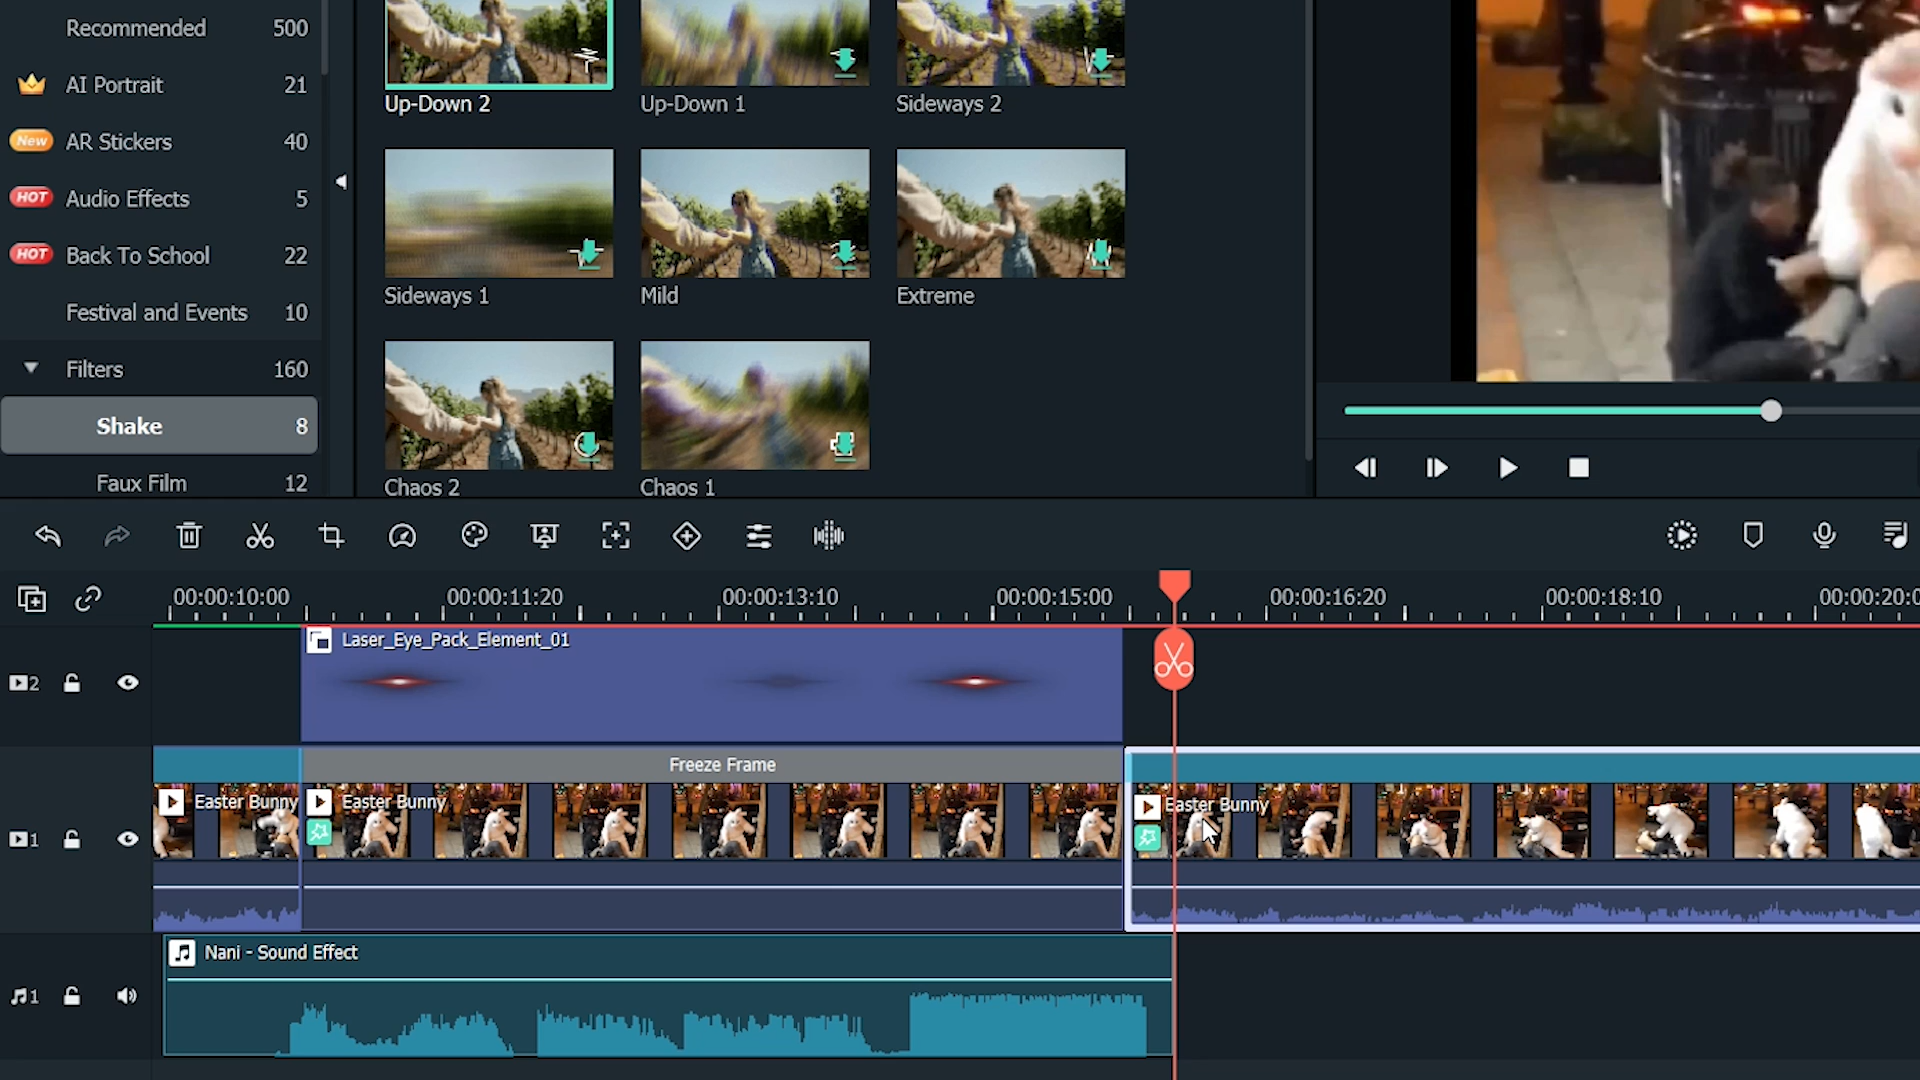 Recommended 500
AI Portrait 21
New AR Stickers 40
HOT Audio Effects 5
HOT Back To School 22
Festival and Events 10
Filters 160
Shake 8
Faux Film 12
Up-Down 2
Up-Down 1
Sideways 2
Sideways 1
Mild
Extreme
Chaos 2
Chaos 1
00:00:10:00
00:00:11:20
00:00:13:10
00:00:15:00
00:00:16:20
00:00:18:10
00:00:20:0
2
Laser_Eye_Pack_Element_01
Freeze Frame
1
Easter Bunny
Easter Bunny
Easter Bunny
1
Nani - Sound Effect